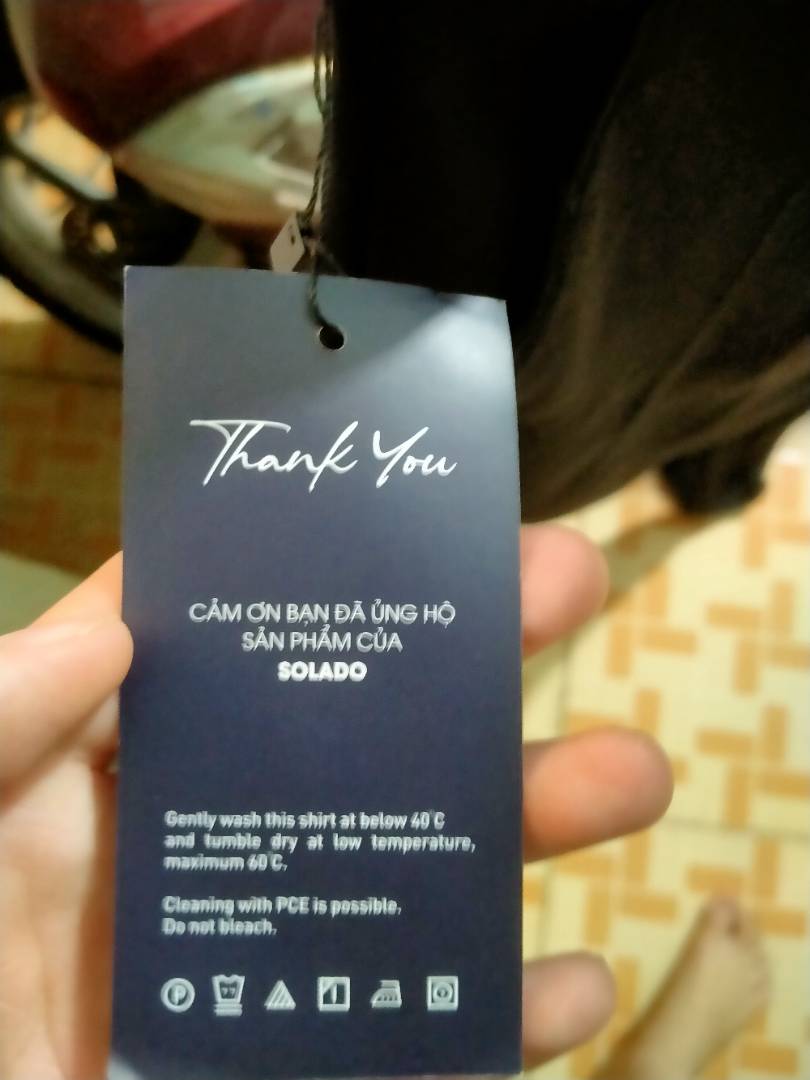 Thank You
CẢM ƠN BẠN ĐÃ ỦNG HỘ
SẢN PHẨM CỦA
SOLADO
Gently wash this shirt at below 40°C
and tumble dry at low temperature,
maximum 60°C.
Cleaning with PCE is possible.
Do not bleach.
P